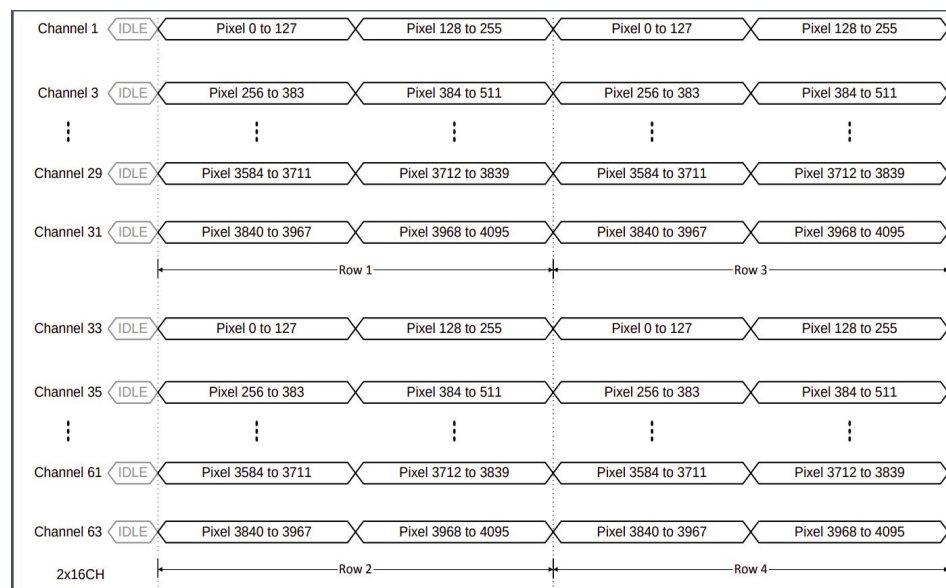 Channel 1 IDLE Pixel 0 to 127 Pixel 128 to 255 Pixel 0 to 127 Pixel 128 to 255
Channel 3 IDLE Pixel 256 to 383 Pixel 384 to 511 Pixel 256 to 383 Pixel 384 to 511
Channel 29 IDLE Pixel 3584 to 3711 Pixel 3712 to 3839 Pixel 3584 to 3711 Pixel 3712 to 3839
Channel 31 IDLE Pixel 3840 to 3967 Pixel 3968 to 4095 Pixel 3840 to 3967 Pixel 3968 to 4095
Row 1 Row 3
Channel 33 IDLE Pixel 0 to 127 Pixel 128 to 255 Pixel 0 to 127 Pixel 128 to 255
Channel 35 IDLE Pixel 256 to 383 Pixel 384 to 511 Pixel 256 to 383 Pixel 384 to 511
Channel 61 IDLE Pixel 3584 to 3711 Pixel 3712 to 3839 Pixel 3584 to 3711 Pixel 3712 to 3839
Channel 63 IDLE Pixel 3840 to 3967 Pixel 3968 to 4095 Pixel 3840 to 3967 Pixel 3968 to 4095
2x16CH Row 2 Row 4